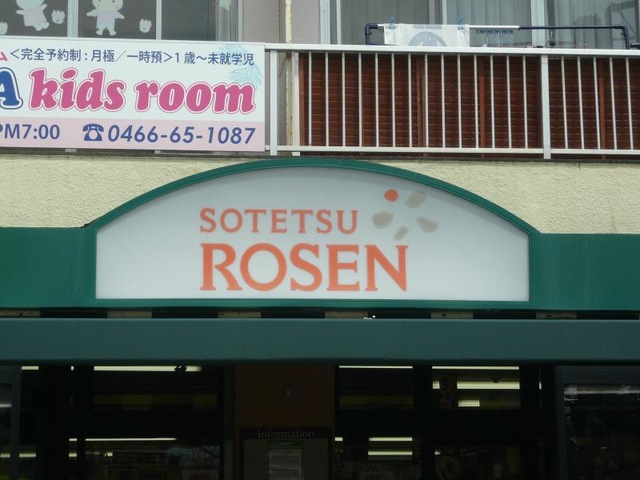 ム＜完全予約制：月極／一時預＞1歳～未就学児
A kids room
PM7:00 ☎0466-65-1087
SOTETSU
ROSEN
Information